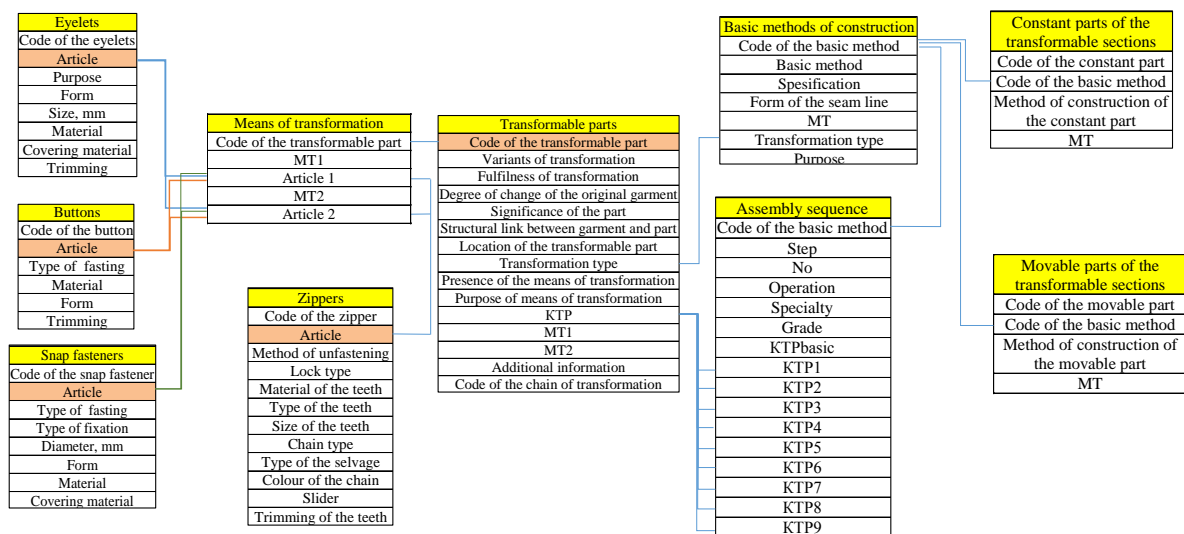 Eyelets
Code of the eyelets
Article
Purpose
Form
Size, mm
Material
Covering material
Trimming
Buttons
Code of the button
Article
Type of  fasting
Material
Form
Trimming
Snap fasteners
Code of the snap fastener
Article
Type of  fasting
Type of fixation
Diameter, mm
Form
Material
Covering material
Means of transformation
Code of the transformable part
MT1
Article 1
MT2
Article 2
Zippers
Code of the zipper
Article
Method of unfastening
Lock type
Material of the teeth
Type of the teeth
Size of the teeth
Chain type
Type of the selvage
Colour of the chain
Slider
Trimming of the teeth
Transformable parts
Code of the transformable part
Variants of transformation
Fulfilness of transformation
Degree of change of the original garment
Significance of the part
Structural link between garment and part
Location of the transformable part
Transformation type
Presence of the means of transformation
Purpose of means of transformation
KTP
MT1
MT2
Additional information
Code of the chain of transformation
Basic methods of construction
Code of the basic method
Basic method
Spesification
Form of the seam line
MT
Transformation type
Purpose
Assembly sequence
Code of the basic method
Step
No
Operation
Specialty
Grade
KTPbasic
KTP1
KTP2
KTP3
KTP4
KTP5
KTP6
KTP7
KTP8
KTP9
Constant parts of the
transformable sections
Code of the constant part
Code of the basic method
Method of construction of
the constant part
MT
Movable parts of the
transformable sections
Code of the movable part
Code of the basic method
Method of construction of
the movable part
MT